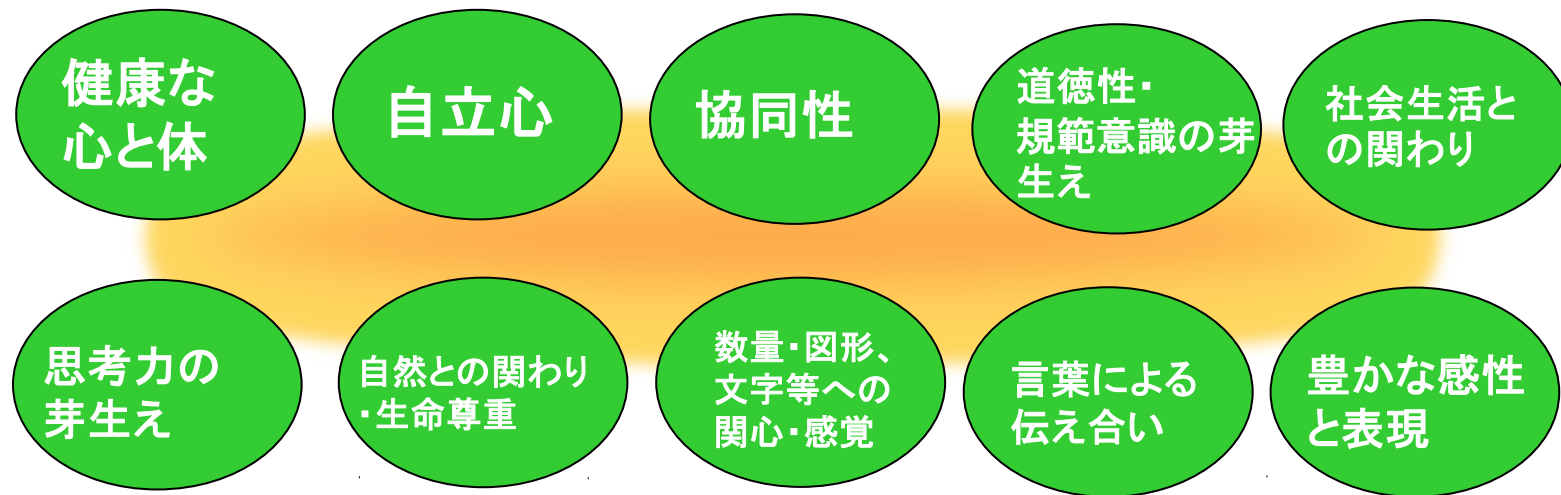 健康な
心と体
自立心
協同性
道徳性・
規範意識の芽
生え
社会生活と
の関わり
思考力の
芽生え
自然との関わり
・生命尊重
数量・図形、
文字等への
関心・感覚
言葉による
伝え合い
豊かな感性
と表現